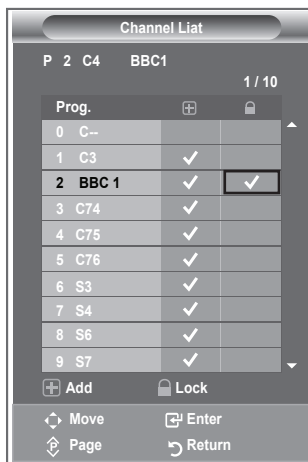 Channel Liat
P 2 C4 BBC1
1 / 10
Prog.
0 C--
1 C3
2 BBC 1
3 C74
4 C75
5 C76
6 S3
7 S4
8 S6
9 S7
Add Lock
Move Enter
Page Return